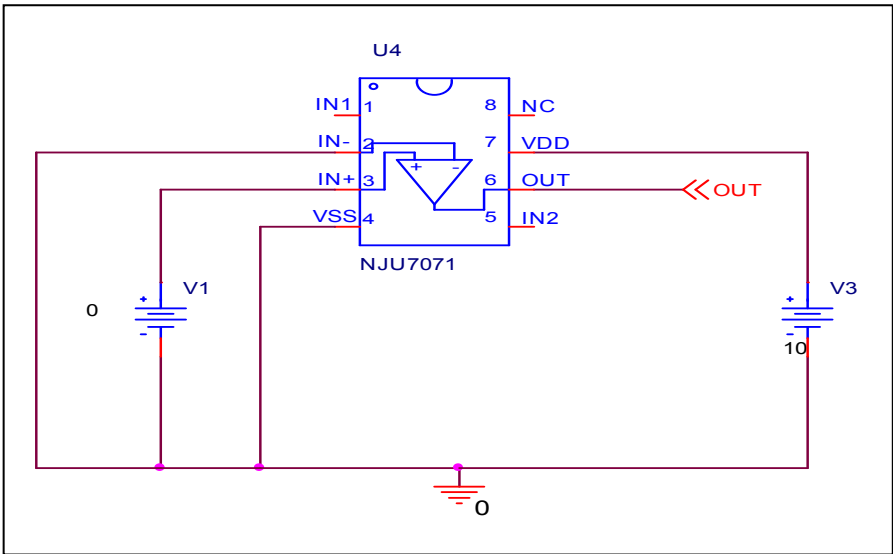 U4
IN1 1
8 NC
IN- 2
7 VDD
+ -
IN+ 3
6 OUT
OUT
VSS 4
5 IN2
NJU7071
+ V1
0
-
+ V3
-
10
0